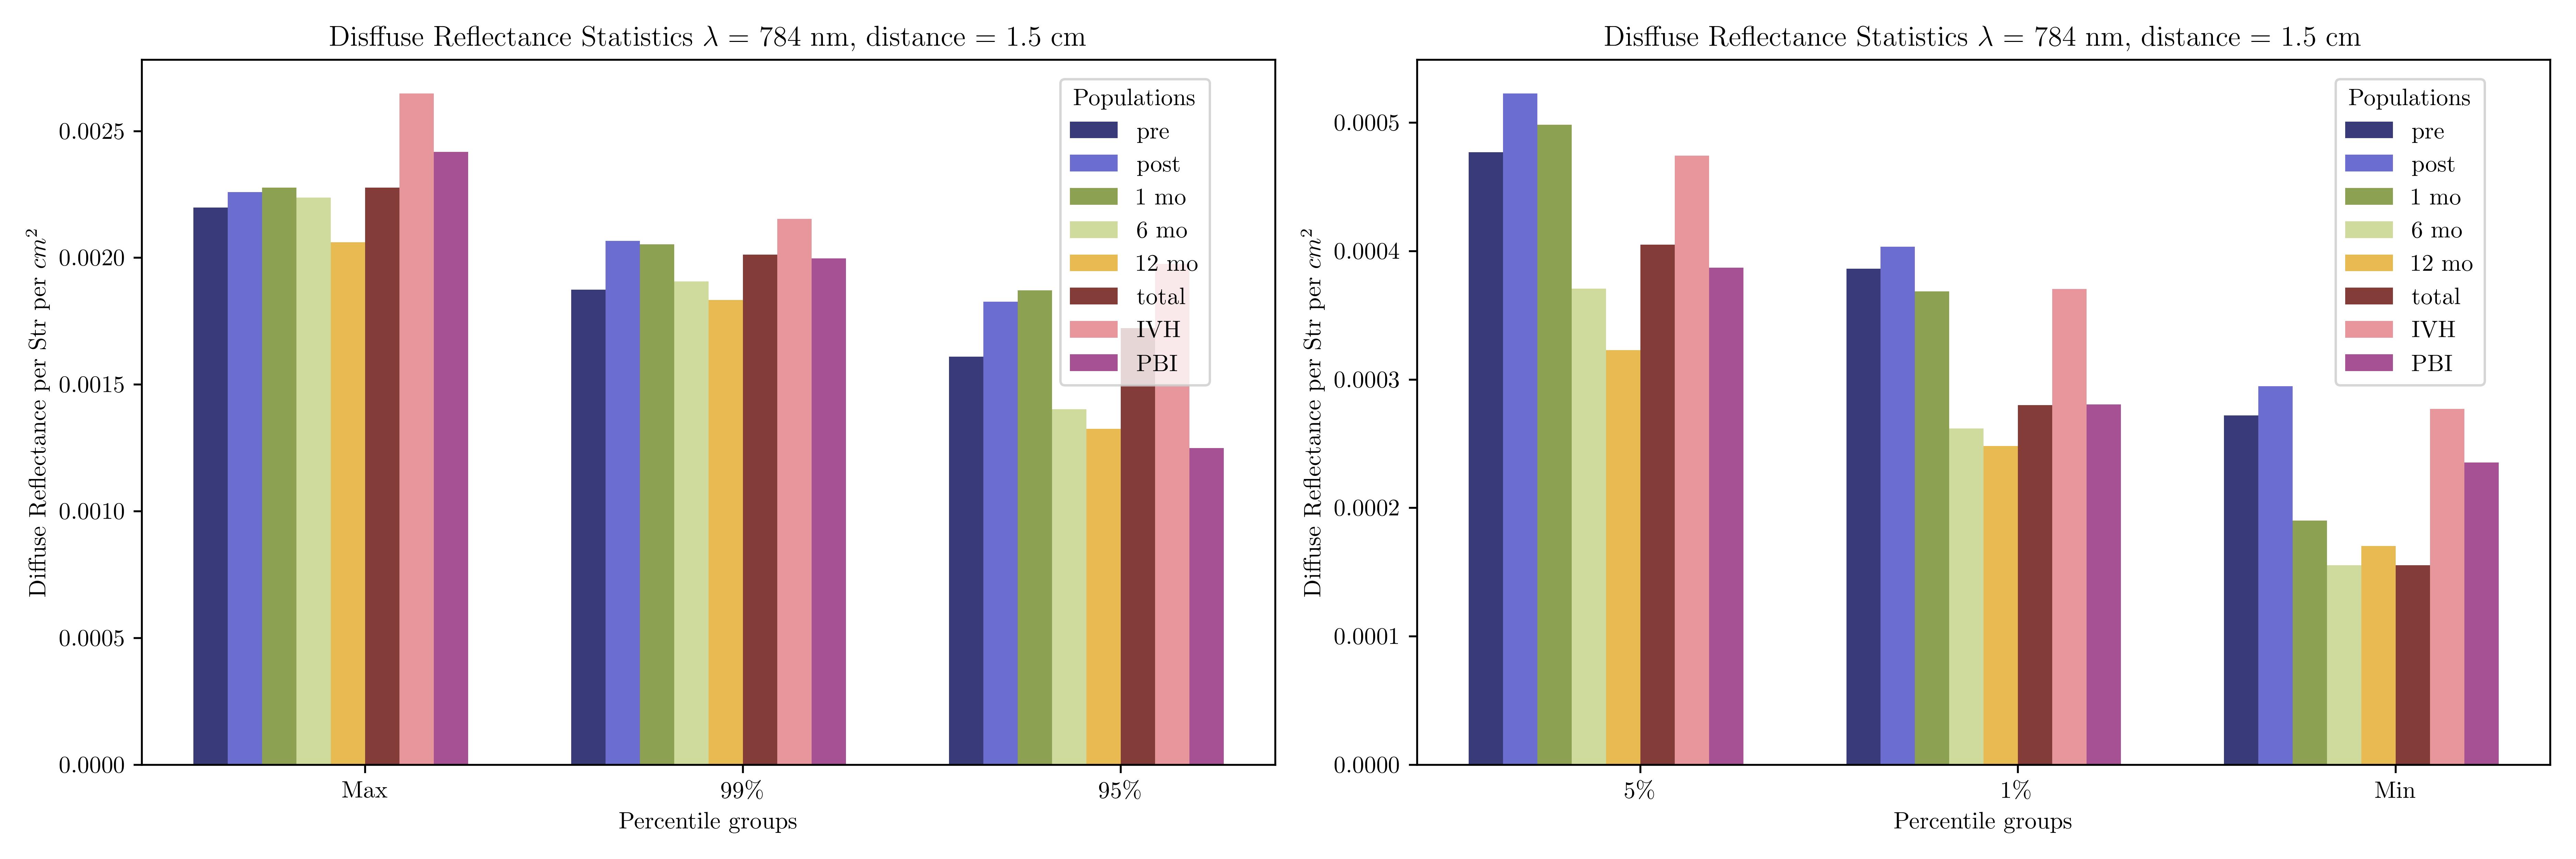 Disffuse Reflectance Statistics λ = 784 nm, distance = 1.5 cm
Diffuse Reflectance per Str per cm²
0.0025
0.0020
0.0015
0.0010
0.0005
0.0000
Populations
pre
post
1 mo
6 mo
12 mo
total
IVH
PBI
Max 99% 95%
Percentile groups
Disffuse Reflectance Statistics λ = 784 nm, distance = 1.5 cm
Diffuse Reflectance per Str per cm²
0.0005
0.0004
0.0003
0.0002
0.0001
0.0000
Populations
pre
post
1 mo
6 mo
12 mo
total
IVH
PBI
5% 1% Min
Percentile groups